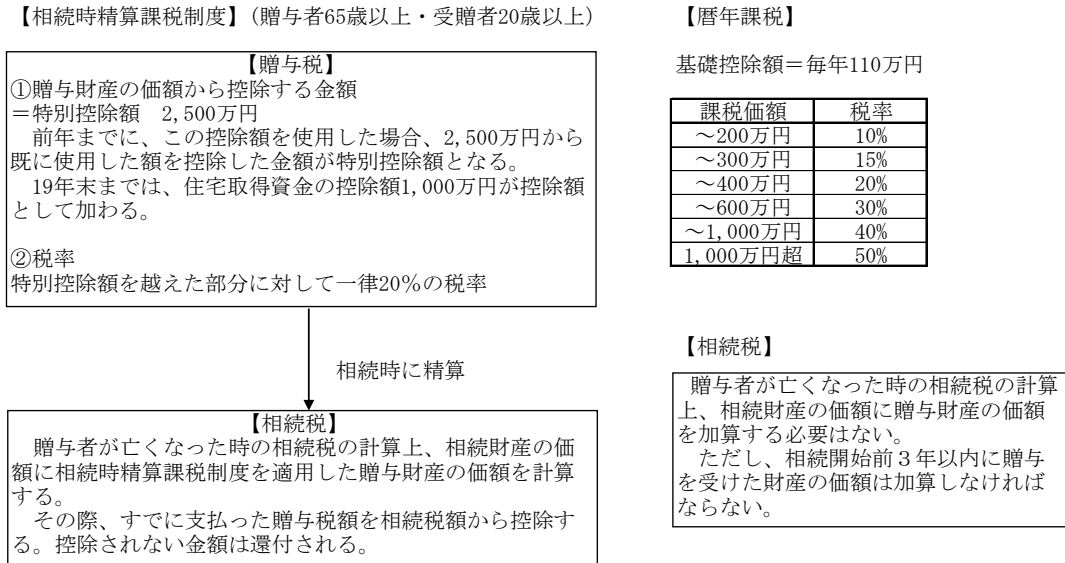 【相続時精算課税制度】(贈与者65歳以上・受贈者20歳以上)
【贈与税】
①贈与財産の価額から控除する金額
＝特別控除額　2,500万円
　前年までに、この控除額を使用した場合、2,500万円から
既に使用した額を控除した金額が特別控除額となる。
　19年末までは、住宅取得資金の控除額1,000万円が控除額
として加わる。
②税率
特別控除額を越えた部分に対して一律20％の税率
相続時に精算
【相続税】
　贈与者が亡くなった時の相続税の計算上、相続財産の価
額に相続時精算課税制度を適用した贈与財産の価額を計算
する。
　その際、すでに支払った贈与税額を相続税額から控除す
る。控除されない金額は還付される。
【暦年課税】
基礎控除額＝毎年110万円
課税価額　税率
～200万円　10%
～300万円　15%
～400万円　20%
～600万円　30%
～1,000万円　40%
1,000万円超　50%
【相続税】
　贈与者が亡くなった時の相続税の計算
上、相続財産の価額に贈与財産の価額
を加算する必要はない。
　ただし、相続開始前３年以内に贈与
を受けた財産の価額は加算しなければ
ならない。